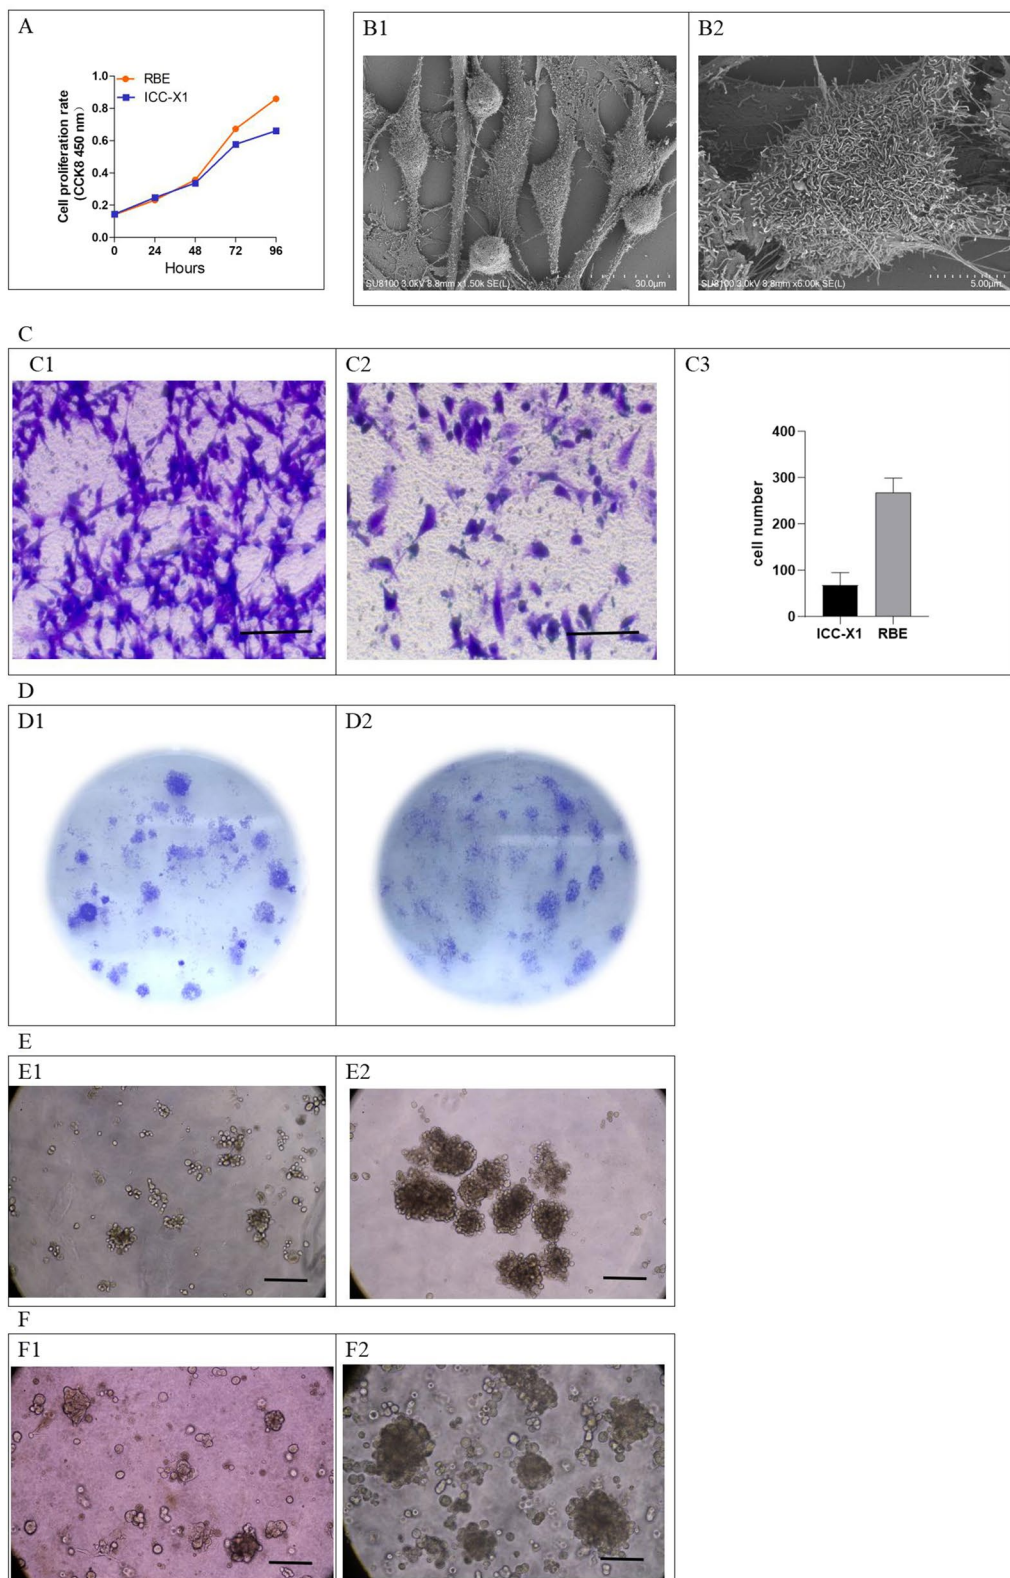 A
B1
B2
RBE
ICC-X1
Cell proliferation rate
(CCK8 450 nm)
1.0
0.8
0.6
0.4
0.2
0.0
0
24
48
72
96
Hours
SU8100 3.0kV 8.8mm x1.50k SE(L)
30.0μm
SU8100 3.0kV 8.8mm x6.00k SE(L)
5.00μm
C
C1
C2
C3
cell number
400
300
200
100
0
ICC-X1
RBE
D
D1
D2
E
E1
E2
F
F1
F2